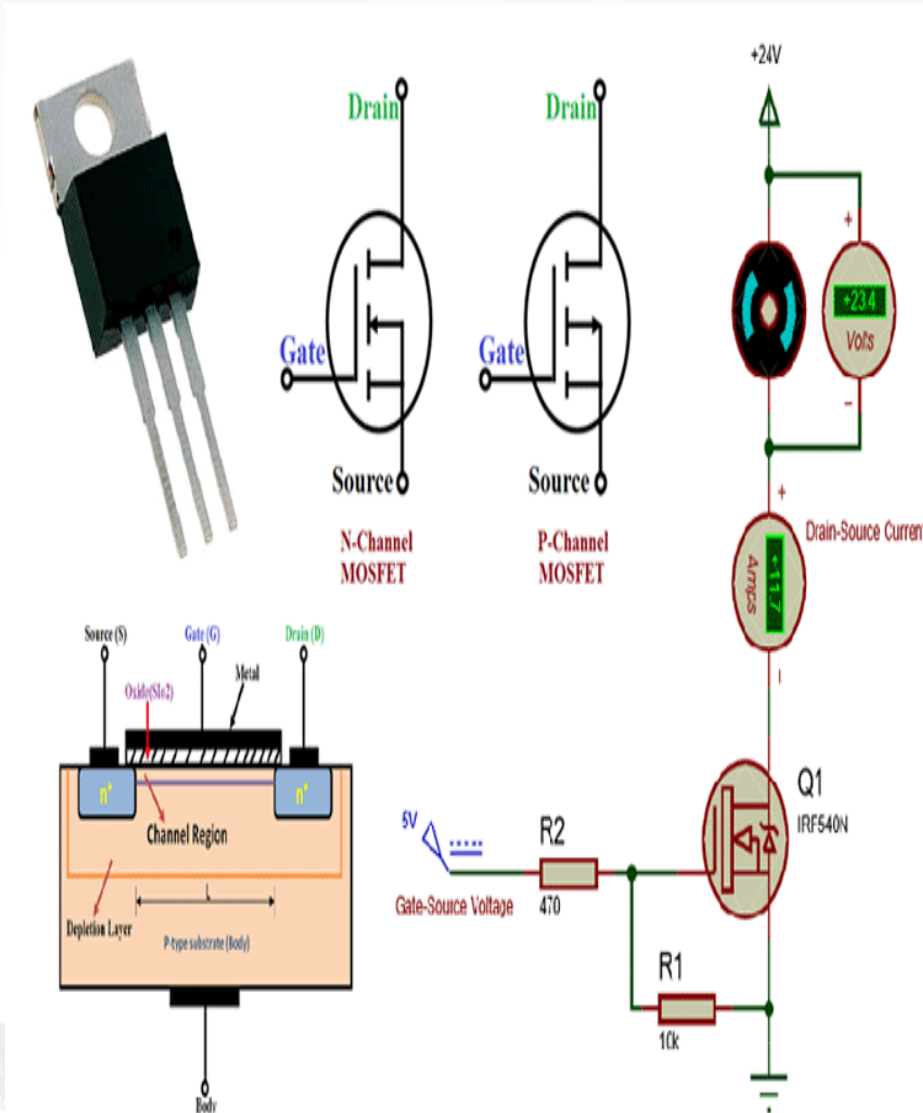 +24V
Drain
Drain
+23.4
Volts
Gate
Gate
Source
Source
N-Channel
MOSFET
P-Channel
MOSFET
+
-
+
Drain-Source Current
+11.7
Amps
-
Source (S)
Gate (G)
Drain (D)
Metal
Oxide(SIo2)
n+
n+
Channel Region
L
Depletion Layer
P-type substrate (Body)
Body
5V
Gate-Source Voltage
R2
470
Q1
IRF540N
R1
10k